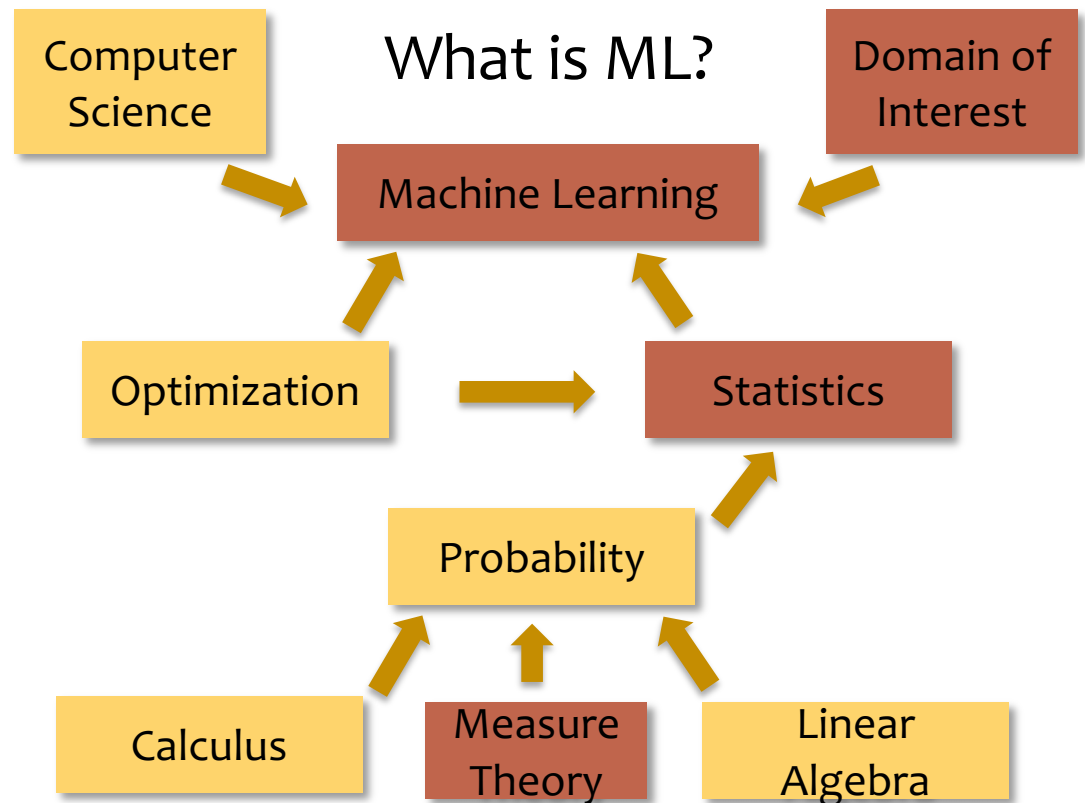 What is ML?
Computer
Science
Domain of
Interest
Machine Learning
Optimization
Statistics
Probability
Calculus
Measure
Theory
Linear
Algebra